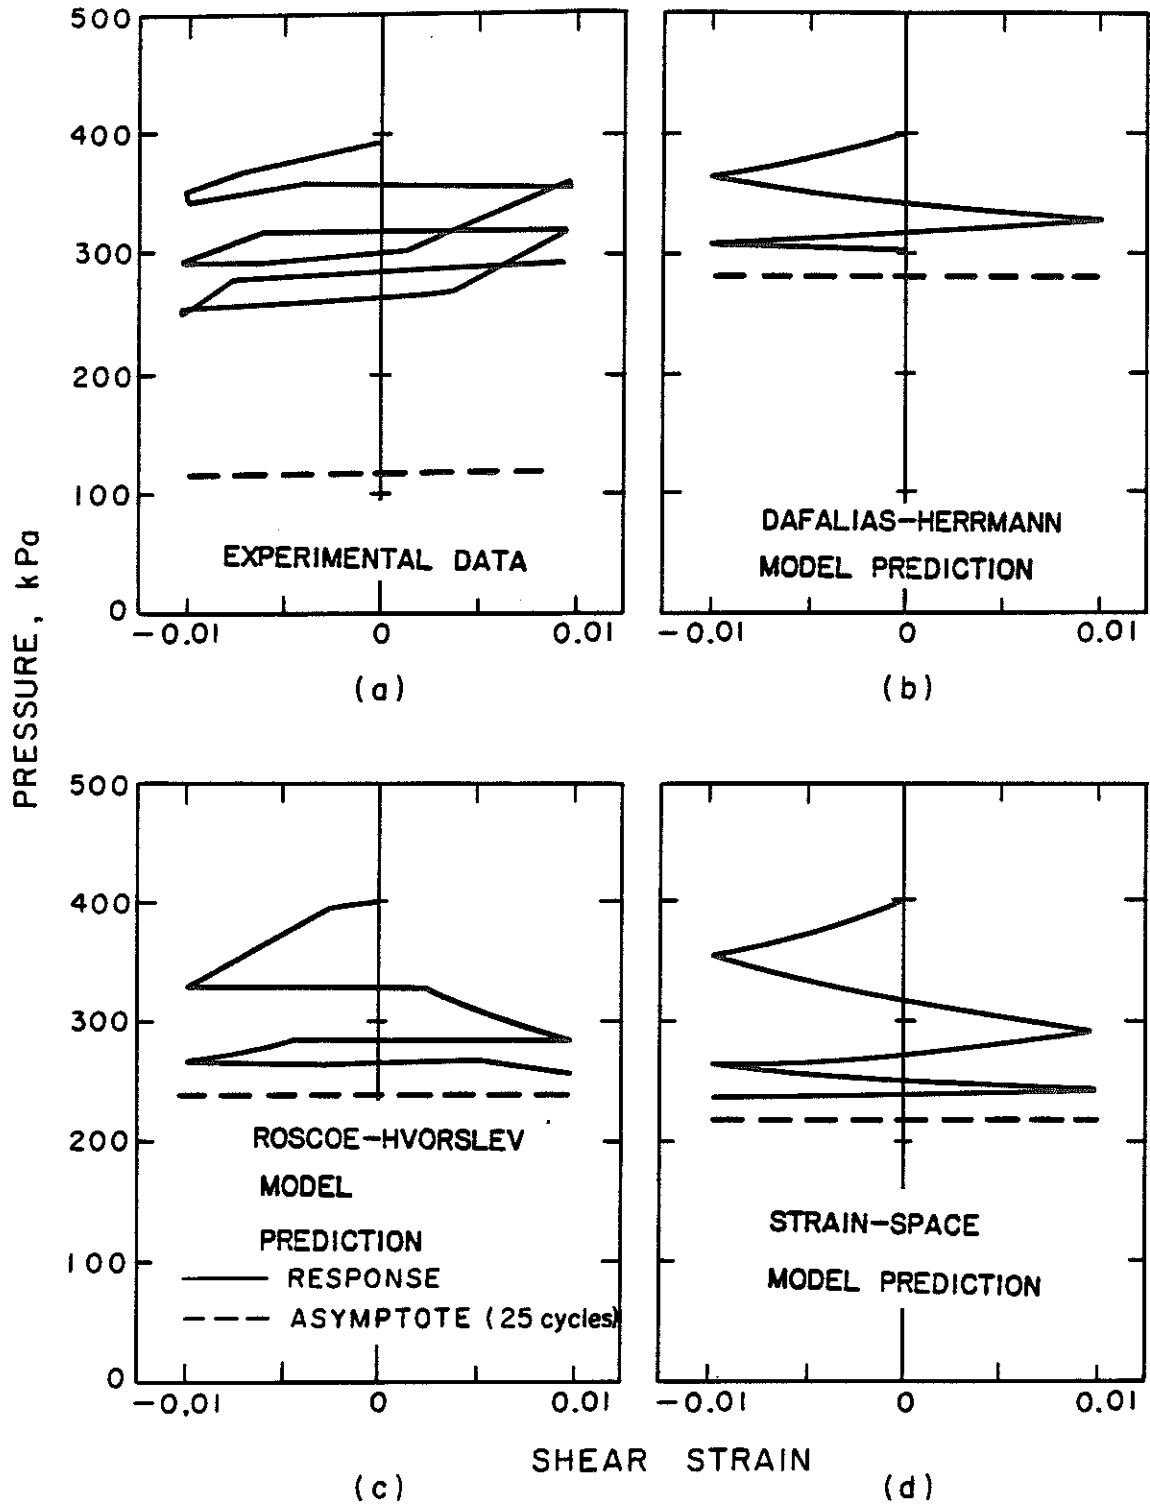 500
400
300
200
100
0
-0.01 0 0.01
EXPERIMENTAL DATA
(a)
DAFALIAS-HERRMANN
MODEL PREDICTION
-0.01 0 0.01
(b)
PRESSURE, kPa
500
400
300
200
100
0
ROSCOE-HVORSLEV
MODEL
PREDICTION
RESPONSE
ASYMPTOTE (25 cycles)
-0.01 0 0.01
(c)
STRAIN-SPACE
MODEL PREDICTION
-0.01 0 0.01
(d)
SHEAR STRAIN